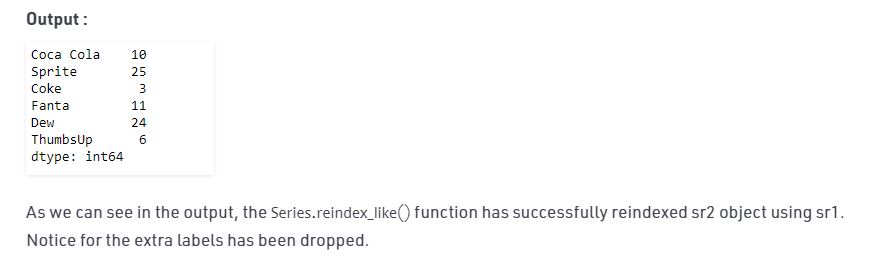 Output :
Coca Cola 10
Sprite 25
Coke 3
Fanta 11
Dew 24
ThumbsUp 6
dtype: int64
As we can see in the output, the Series.reindex_like() function has successfully reindexed sr2 object using sr1.
Notice for the extra labels has been dropped.